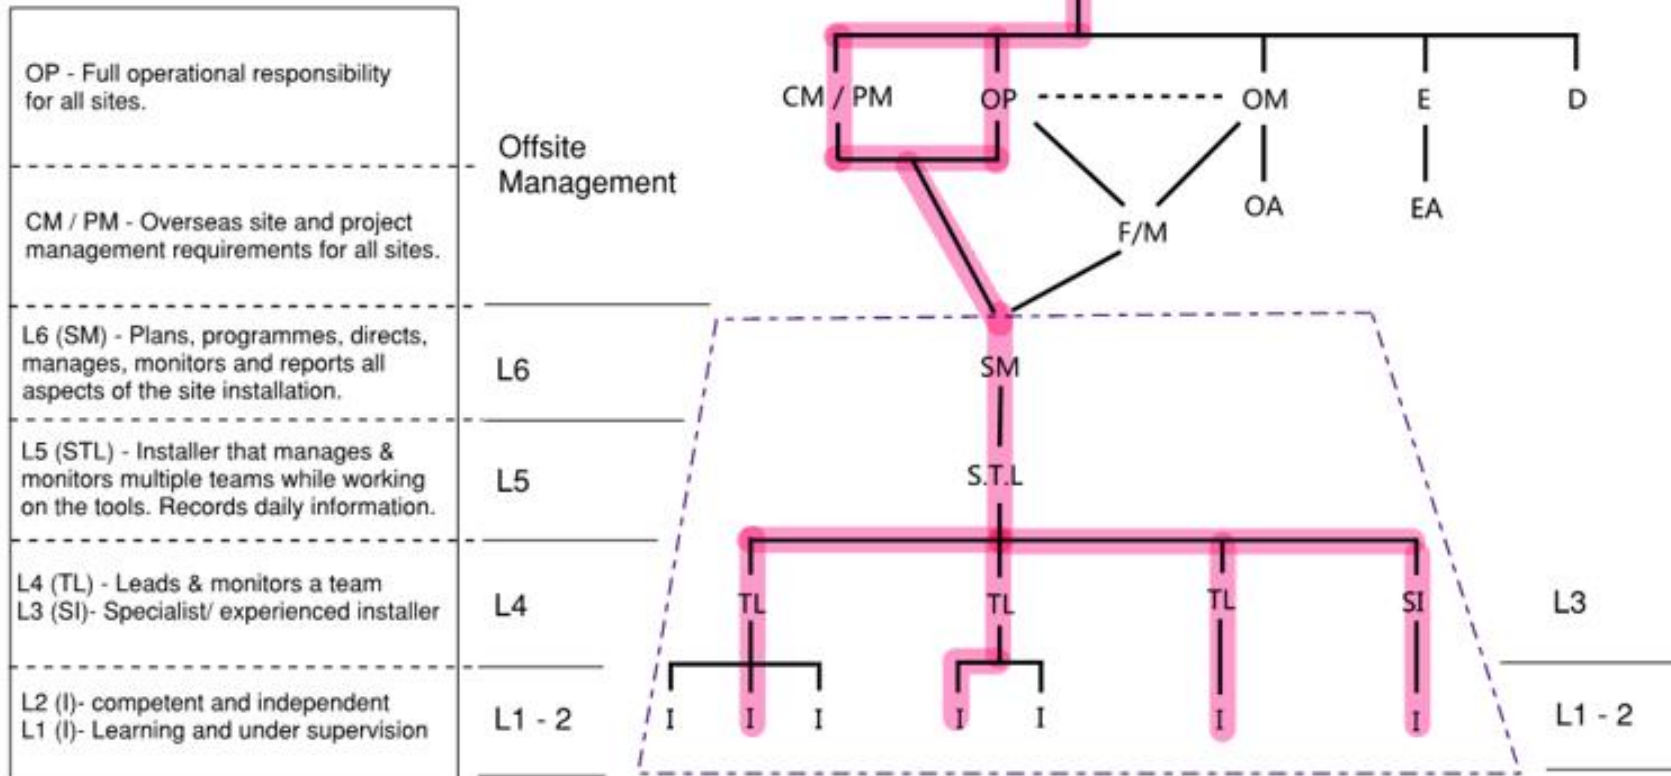 OP - Full operational responsibility
for all sites.
CM / PM - Overseas site and project
management requirements for all sites.
L6 (SM) - Plans, programmes, directs,
manages, monitors and reports all
aspects of the site installation.
L5 (STL) - Installer that manages &
monitors multiple teams while working
on the tools. Records daily information.
L4 (TL) - Leads & monitors a team
L3 (SI)- Specialist/ experienced installer
L2 (I)- competent and independent
L1 (I)- Learning and under supervision
Offsite
Management
L6
L5
L4
L1 - 2
CM / PM
OP
OM
E
D
F/M
OA
EA
SM
S.T.L
TL
TL
TL
SI
I
I
I
I
I
I
I
L3
L1 - 2